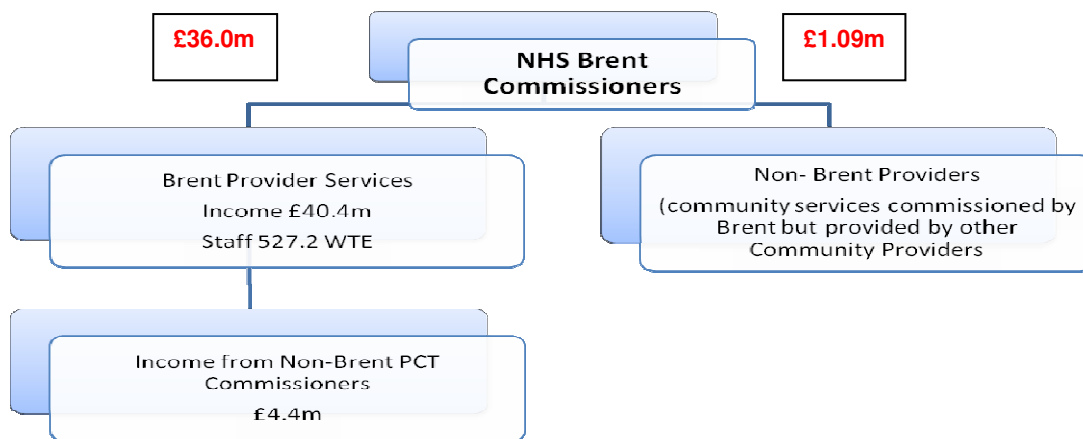 £36.0m
£1.09m
NHS Brent
Commissioners
Brent Provider Services
Income £40.4m
Staff 527.2 WTE
Non- Brent Providers
(community services commissioned by
Brent but provided by other
Community Providers
Income from Non-Brent PCT
Commissioners
£4.4m